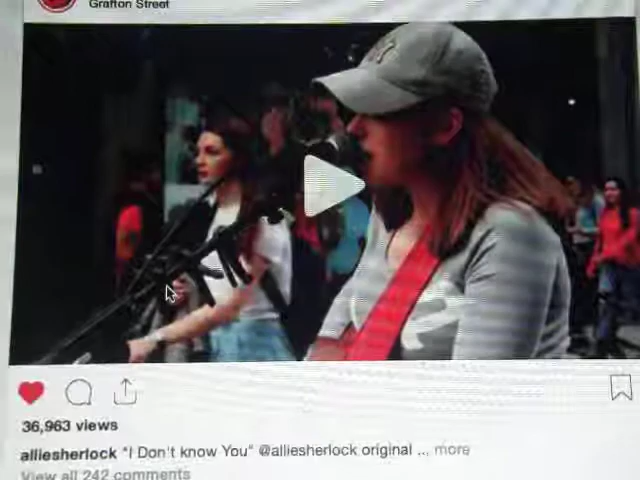 Grafton Street
36,963 views
alliesherlock "I Don't know You" @alliesherlock original ... more
View all 242 comments